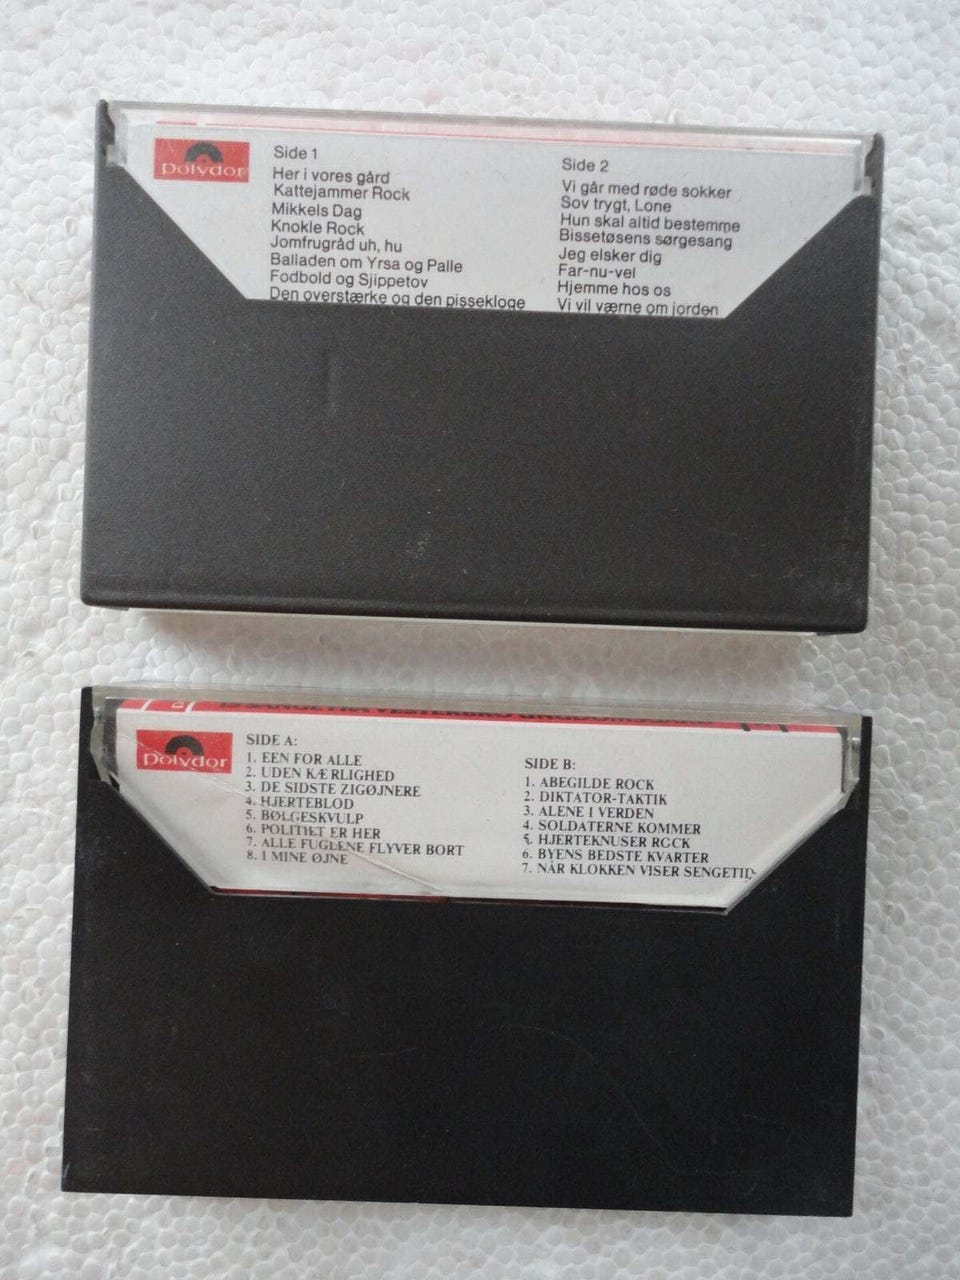 Polydor
Side 1
Her i vores gård
Kattejammer Rock
Mikkels Dag
Knokle Rock
Jomfrugråd uh, hu
Balladen om Yrsa og Palle
Fodbold og Sjippetov
Den overstærke og den pissekloge
Side 2
Vi går med røde sokker
Sov trygt, Lone
Hun skal altid bestemme
Bissetøsens sørgesang
Jeg elsker dig
Far-nu-vel
Hjemme hos os
Vi vil værne om jorden
15 SANGE FRA VESTERBRO UNGDOMSGÅRD
Polydor
SIDE A:
1. EEN FOR ALLE
2. UDEN KÆRLIGHED
3. DE SIDSTE ZIGØJNERE
4. HJERTEBLOD
5. BØLGESKVULP
6. POLITIET ER HER
7. ALLE FUGLENE FLYVER BORT
8. I MINE ØJNE
SIDE B:
1. ABEGILDE ROCK
2. DIKTATOR-TAKTIK
3. ALENE I VERDEN
4. SOLDATERNE KOMMER
5. HJERTEKNUSER ROCK
6. BYENS BEDSTE KVARTER
7. NÅR KLOKKEN VISER SENGETID